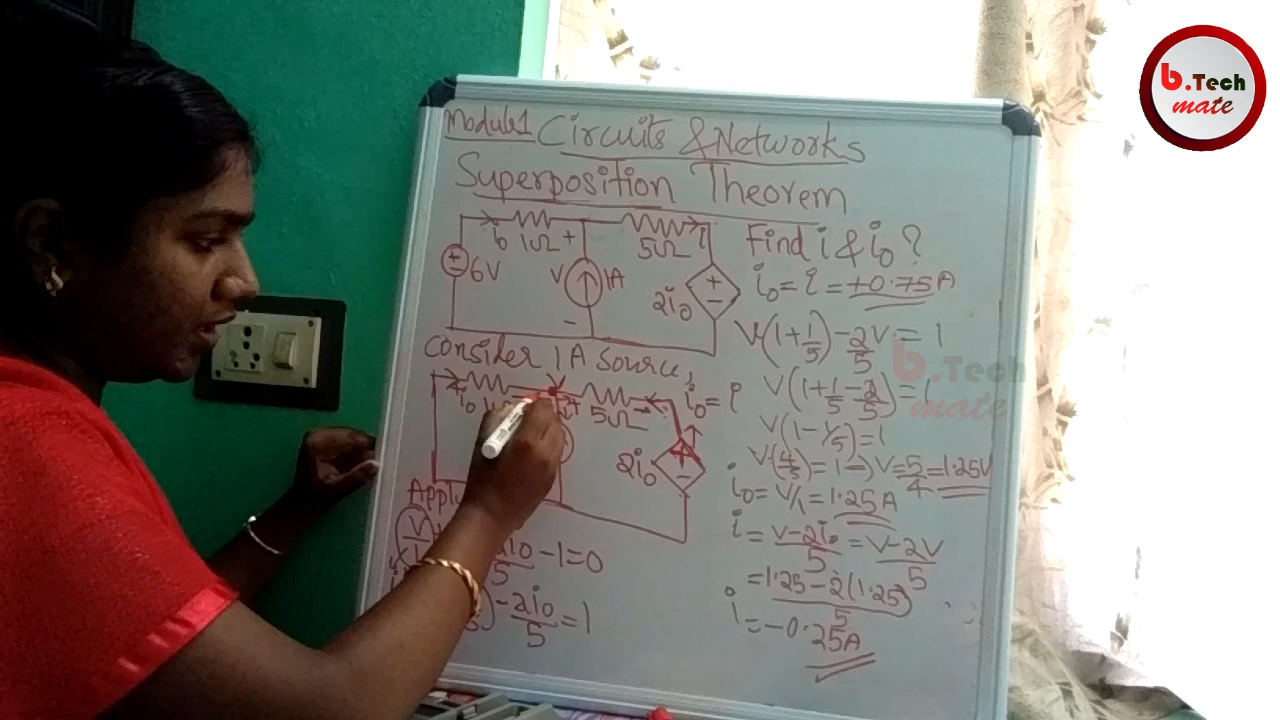 b.Tech
mate
Module1 Circuits & Networks
Superposition Theorem
i₀ 1Ω + 5Ω i
6V V 1A 2i₀
−
Find i & i₀ ?
i₀ = i = +0.75A
Consider 1A source,
i₀ V 5Ω
2i₀
Apply
2i₀/5 − 1 = 0
− 2i₀/5 = 1
V(1+1/5) − 2V/5 = 1
V(1+1/5−2/5) = 1
V(1−1/5) = 1
V(4/5) = 1 ⇒ V = 5/4 = 1.25V
i₀ = V/1 = 1.25A
i = V−2i₀/5 = V−2V/5
= 1.25−2(1.25)/5
i = −0.25A
b.Tech
mate